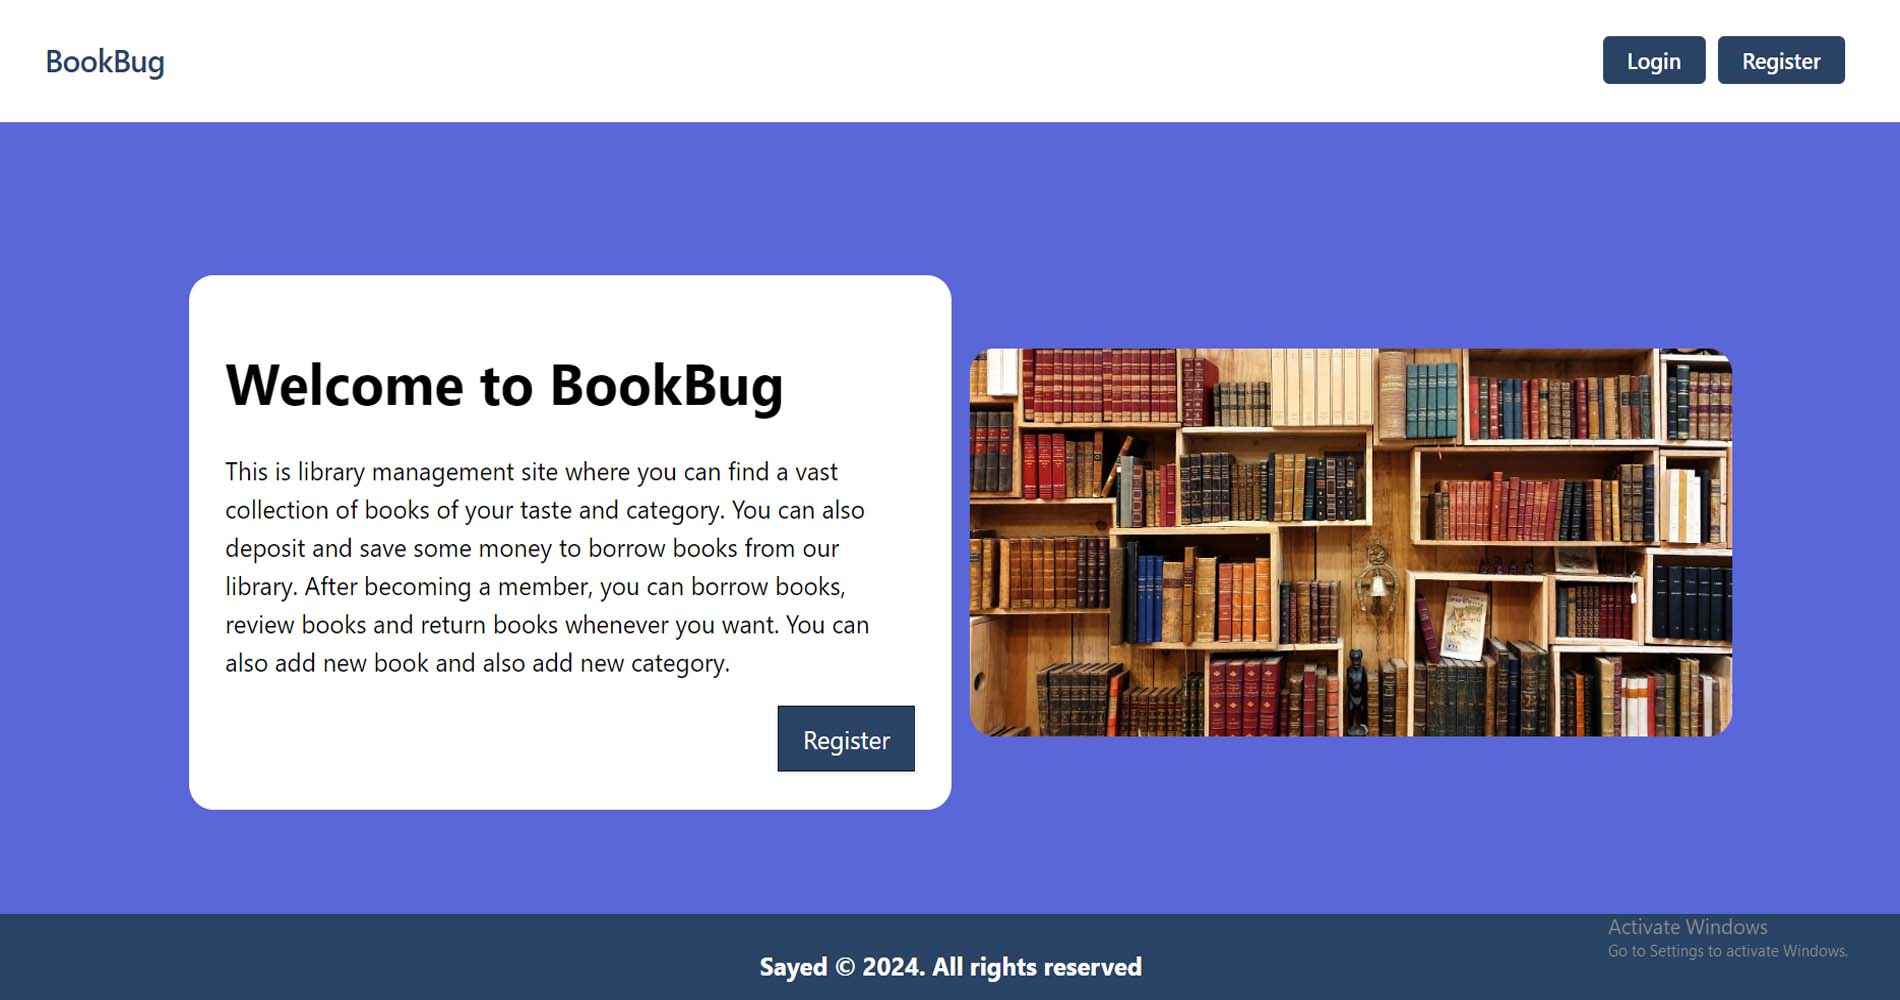 BookBug
Login
Register
Welcome to BookBug
This is library management site where you can find a vast
collection of books of your taste and category. You can also
deposit and save some money to borrow books from our
library. After becoming a member, you can borrow books,
review books and return books whenever you want. You can
also add new book and also add new category.
Register
Activate Windows
Go to Settings to activate Windows.
Sayed © 2024. All rights reserved